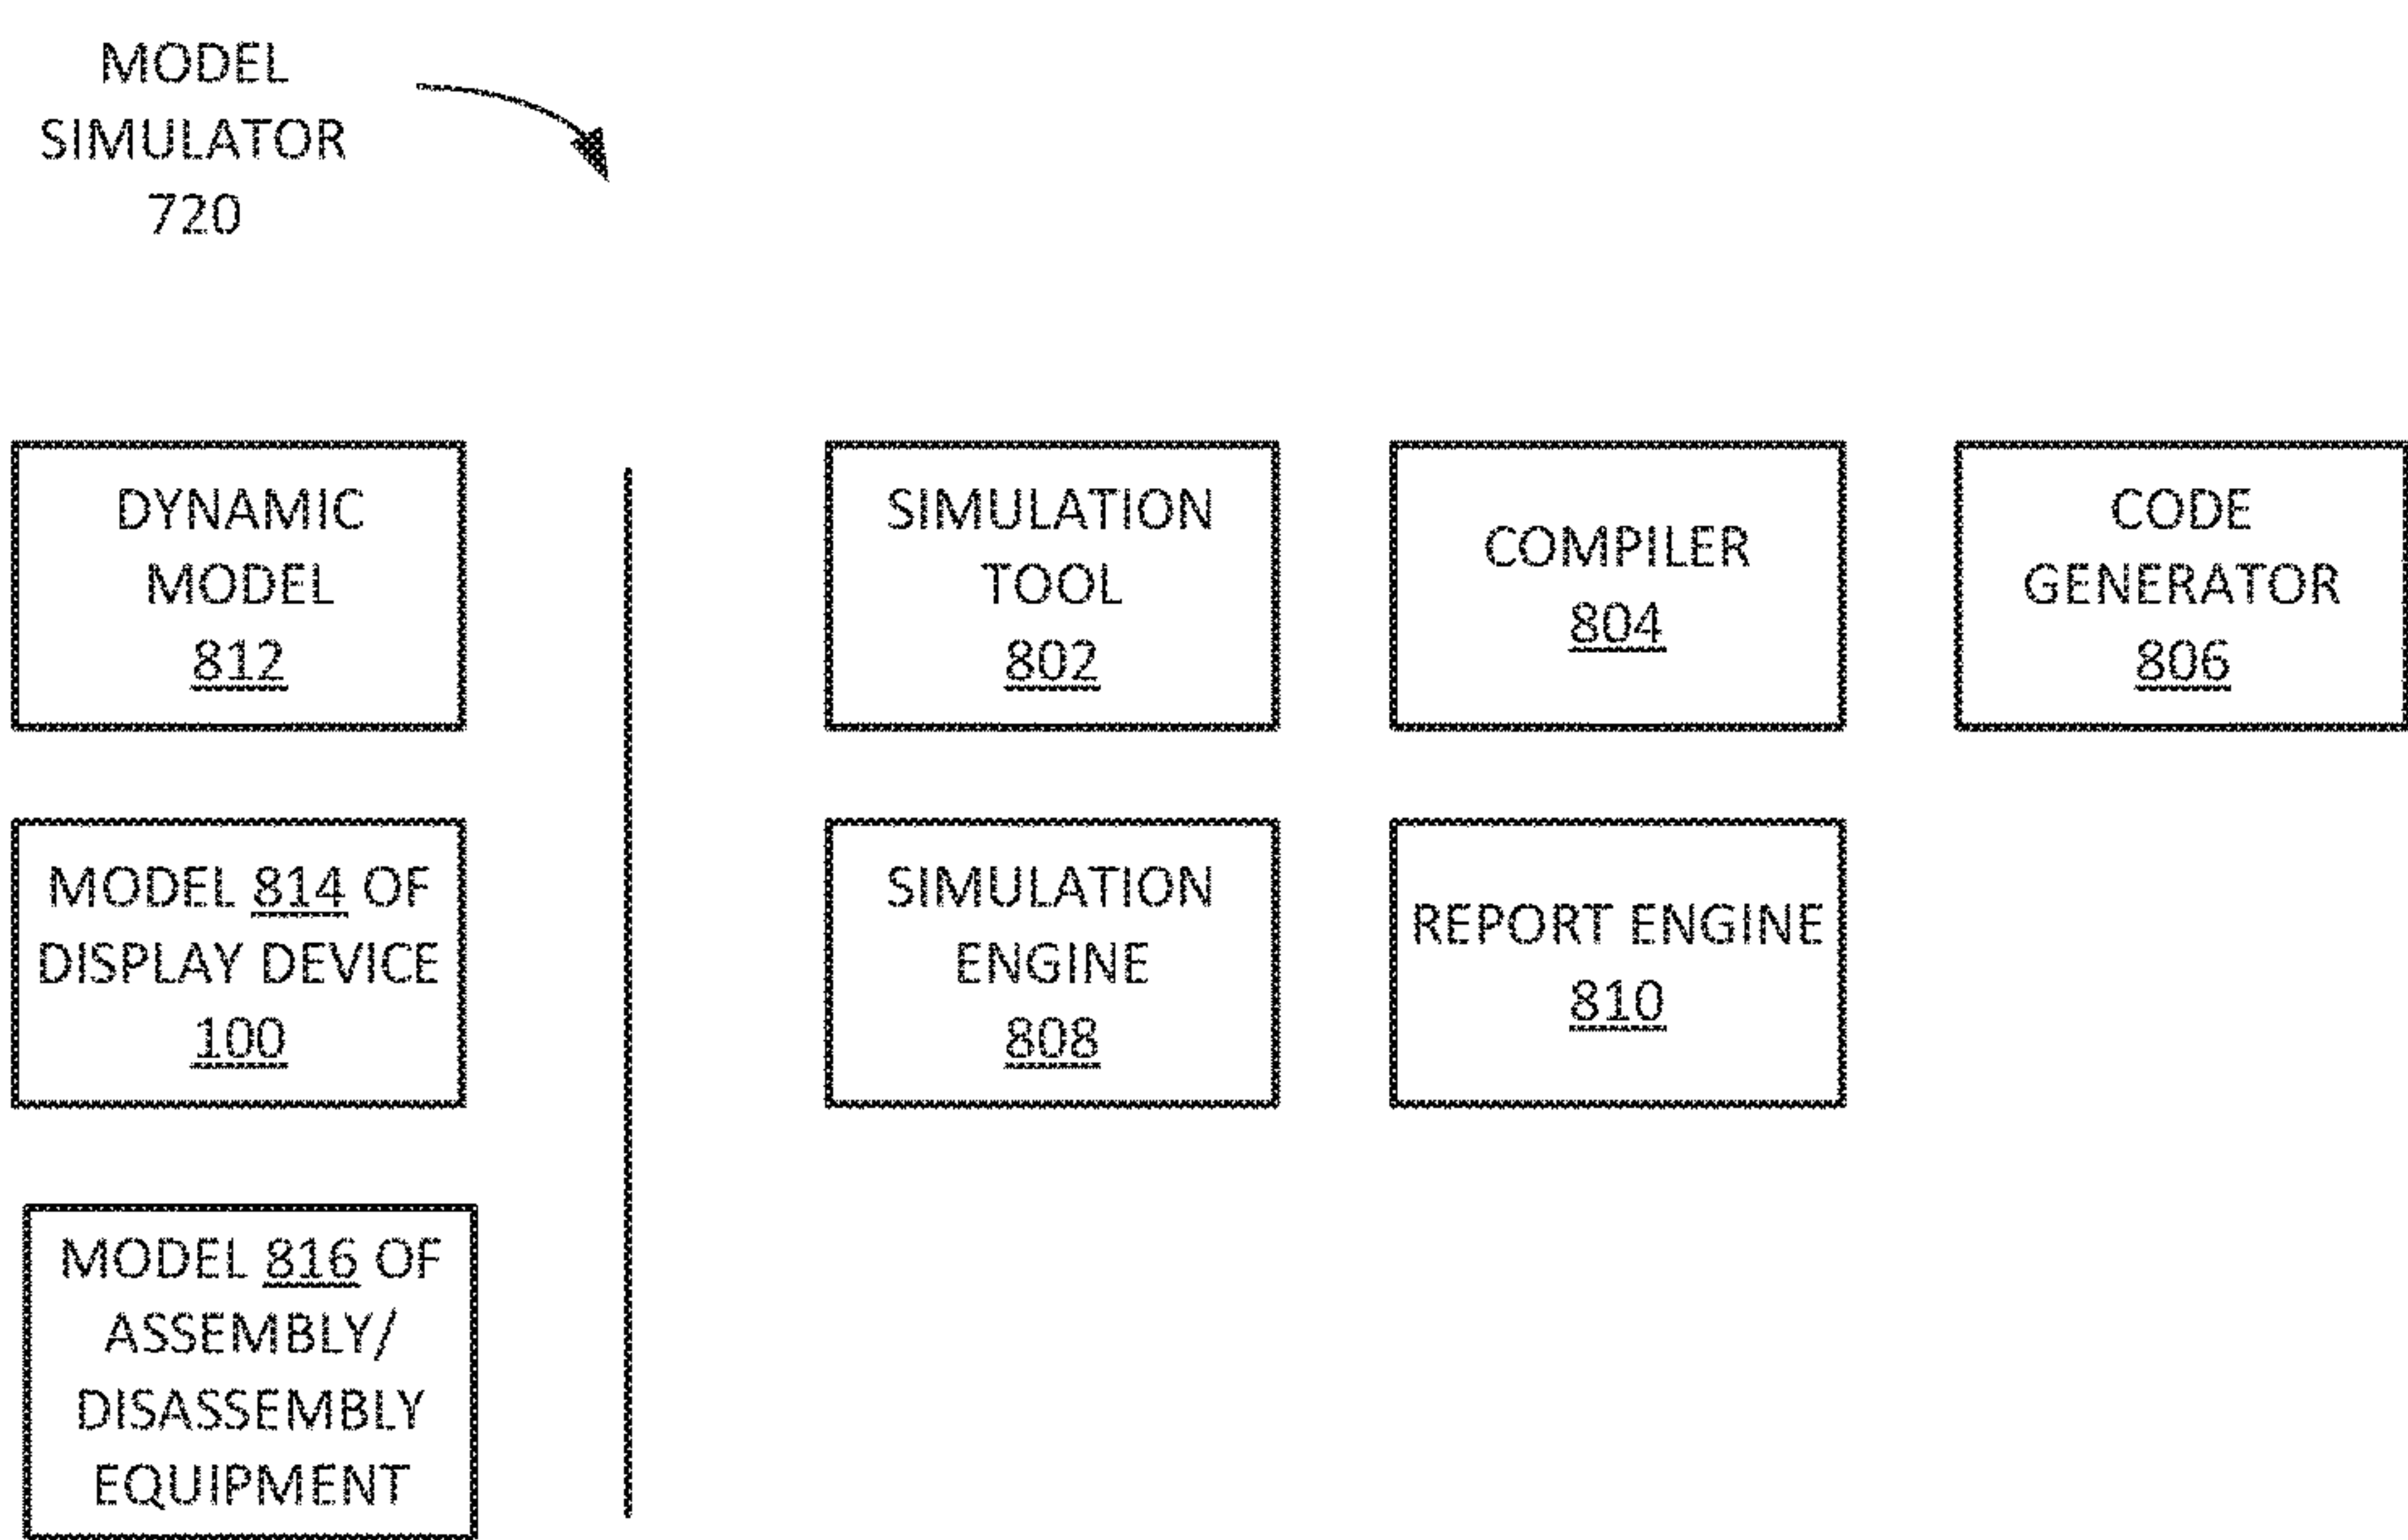 MODEL
SIMULATOR
720
DYNAMIC
MODEL
812
SIMULATION
TOOL
802
COMPILER
804
CODE
GENERATOR
806
MODEL 814 OF
DISPLAY DEVICE
100
SIMULATION
ENGINE
808
REPORT ENGINE
810
MODEL 816 OF
ASSEMBLY/
DISASSEMBLY
EQUIPMENT